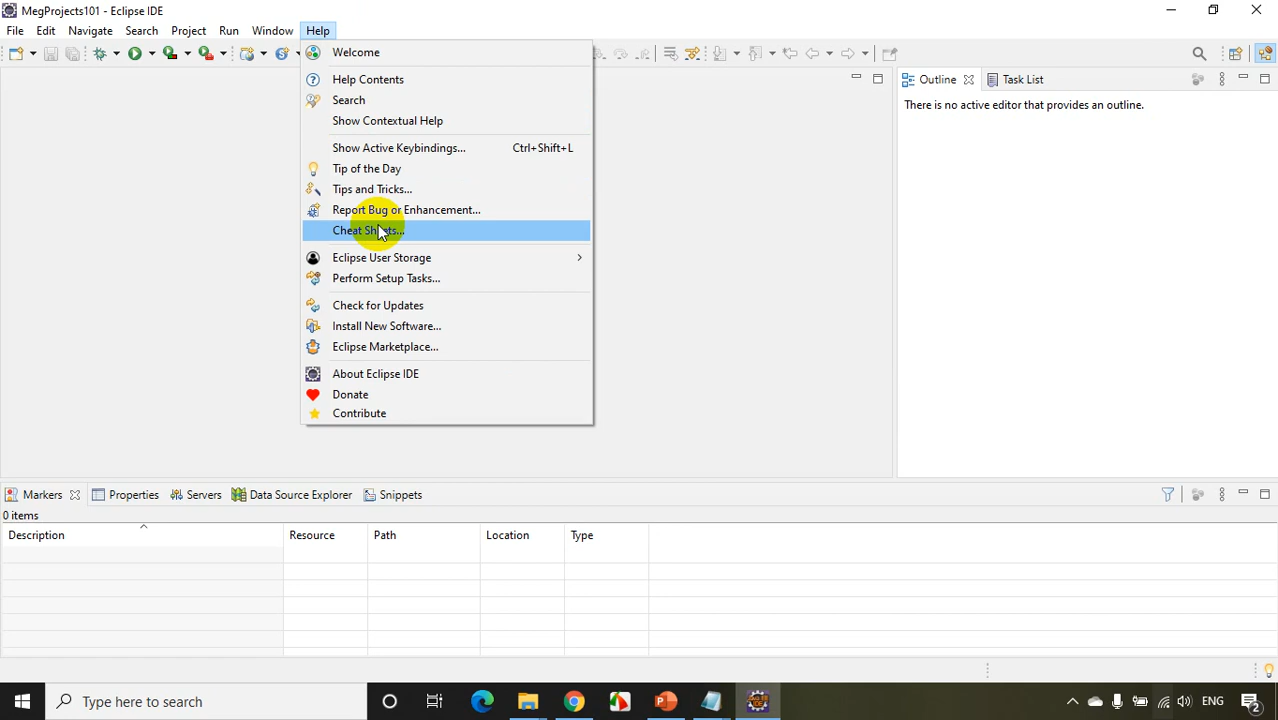 MegProjects101 - Eclipse IDE
File Edit Navigate Search Project Run Window Help
Welcome
Help Contents
Search
Show Contextual Help
Show Active Keybindings... Ctrl+Shift+L
Tip of the Day
Tips and Tricks...
Report Bug or Enhancement...
Cheat Sheets...
Eclipse User Storage
Perform Setup Tasks...
Check for Updates
Install New Software...
Eclipse Marketplace...
About Eclipse IDE
Donate
Contribute
Outline Task List
There is no active editor that provides an outline.
Markers Properties Servers Data Source Explorer Snippets
0 items
Description Resource Path Location Type
Type here to search
ENG
2